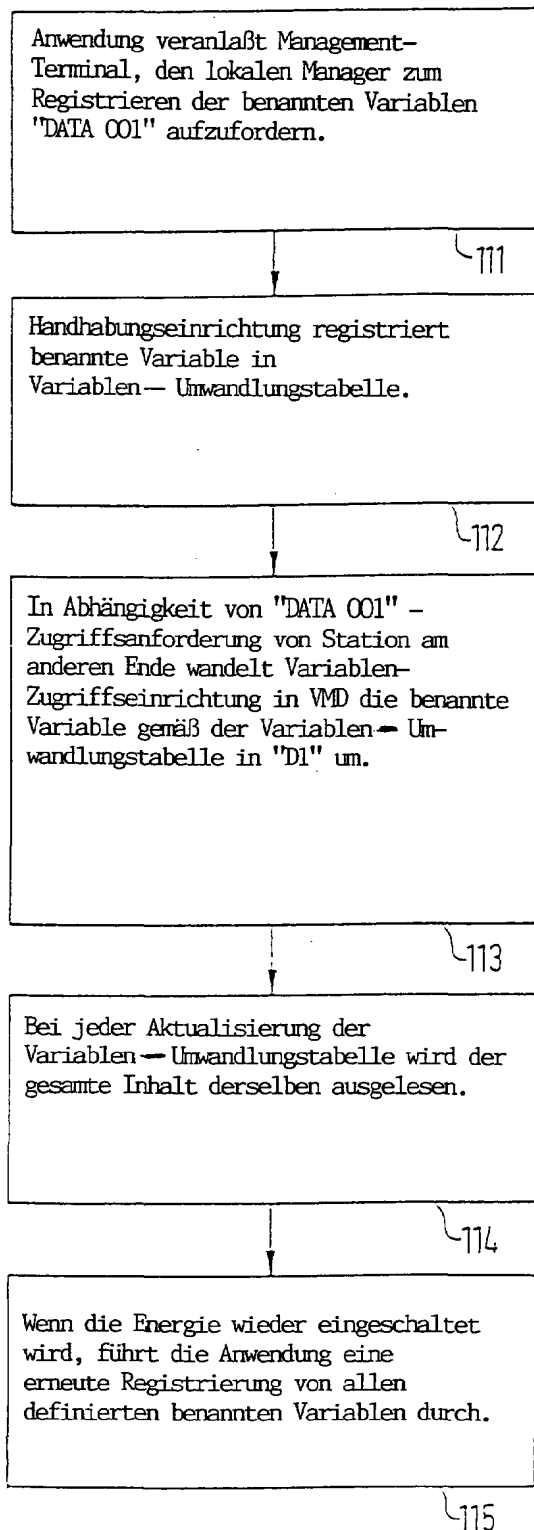 Anwendung veranlaßt Management-
Terminal, den lokalen Manager zum
Registrieren der benannten Variablen
"DATA 001" aufzufordern.
111
Handhabungseinrichtung registriert
benannte Variable in
Variablen— Umwandlungstabelle.
112
In Abhängigkeit von "DATA 001" -
Zugriffsanforderung von Station am
anderen Ende wandelt Variablen-
Zugriffseinrichtung in VMD die benannte
Variable gemäß der Variablen— Um-
wandlungstabelle in "D1" um.
113
Bei jeder Aktualisierung der
Variablen— Umwandlungstabelle wird der
gesamte Inhalt derselben ausgelesen.
114
Wenn die Energie wieder eingeschaltet
wird, führt die Anwendung eine
erneute Registrierung von allen
definierten benannten Variablen durch.
115